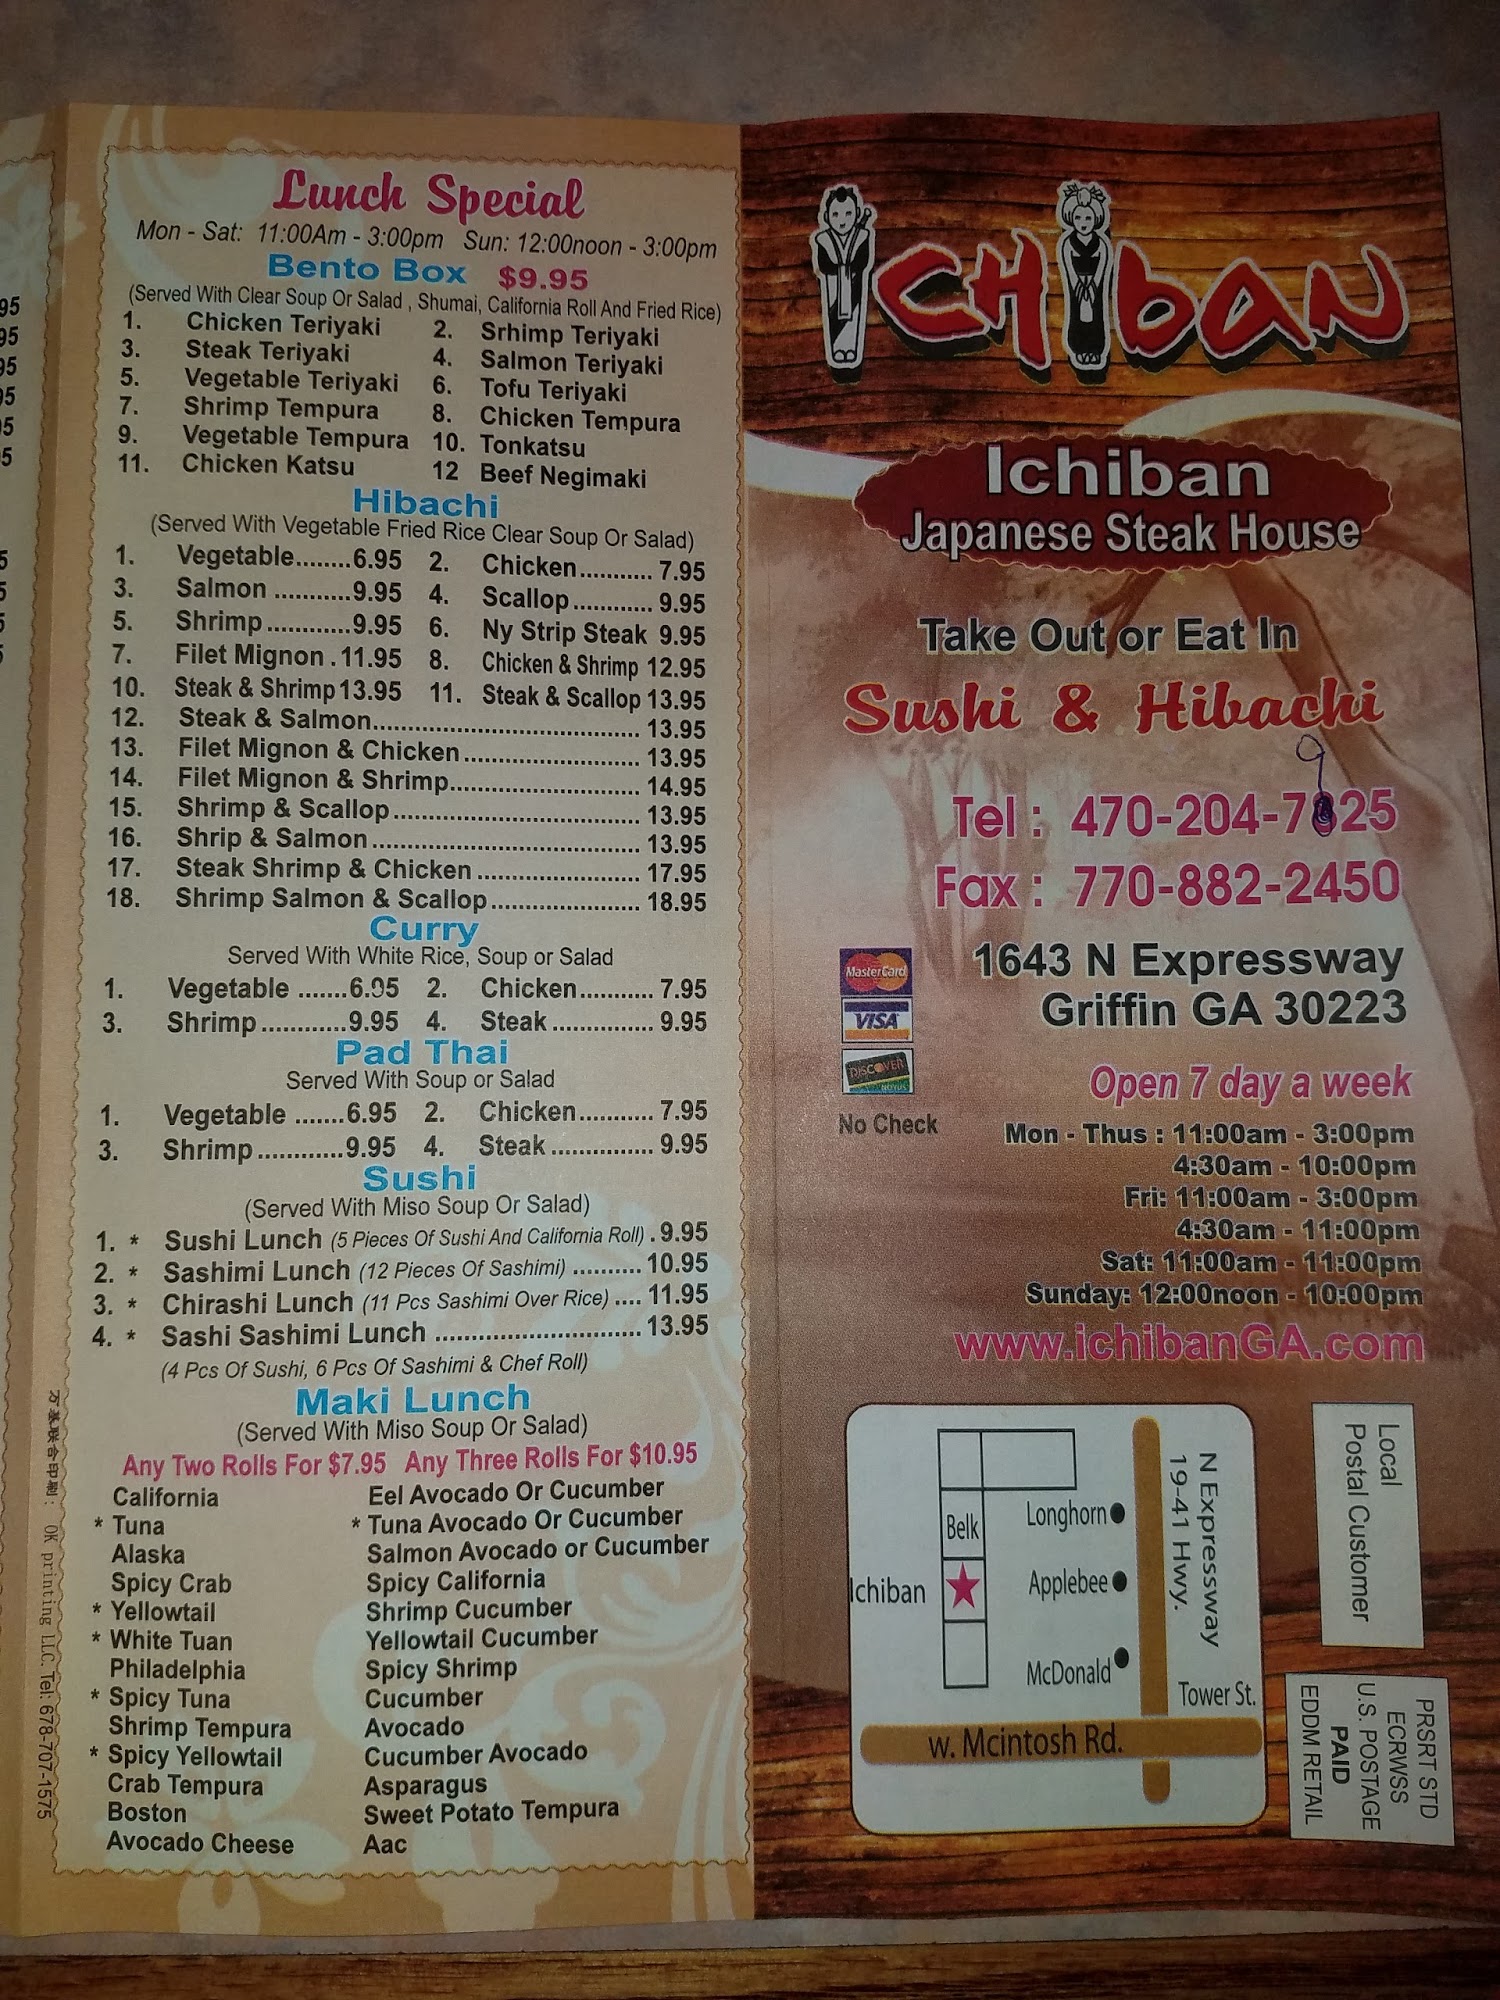 Lunch Special
Mon - Sat: 11:00Am - 3:00pm Sun: 12:00noon - 3:00pm
Bento Box $9.95
(Served With Clear Soup Or Salad , Shumai, California Roll And Fried Rice)
1. Chicken Teriyaki 2. Srhimp Teriyaki
3. Steak Teriyaki 4. Salmon Teriyaki
5. Vegetable Teriyaki 6. Tofu Teriyaki
7. Shrimp Tempura 8. Chicken Tempura
9. Vegetable Tempura 10. Tonkatsu
11. Chicken Katsu 12 Beef Negimaki
Hibachi
(Served With Vegetable Fried Rice Clear Soup Or Salad)
1. Vegetable........6.95 2. Chicken........... 7.95
3. Salmon ...........9.95 4. Scallop............ 9.95
5. Shrimp ............9.95 6. Ny Strip Steak 9.95
7. Filet Mignon . 11.95 8. Chicken & Shrimp 12.95
10. Steak & Shrimp 13.95 11. Steak & Scallop 13.95
12. Steak & Salmon........................................ 13.95
13. Filet Mignon & Chicken.......................... 13.95
14. Filet Mignon & Shrimp............................ 14.95
15. Shrimp & Scallop..................................... 13.95
16. Shrip & Salmon........................................ 13.95
17. Steak Shrimp & Chicken ........................ 17.95
18. Shrimp Salmon & Scallop...................... 18.95
Curry
Served With White Rice, Soup or Salad
1. Vegetable .......6.95 2. Chicken........... 7.95
3. Shrimp ............9.95 4. Steak ............... 9.95
Pad Thai
Served With Soup or Salad
1. Vegetable .......6.95 2. Chicken........... 7.95
3. Shrimp ............9.95 4. Steak ............... 9.95
Sushi
(Served With Miso Soup Or Salad)
1. * Sushi Lunch (5 Pieces Of Sushi And California Roll) . 9.95
2. * Sashimi Lunch (12 Pieces Of Sashimi) .......... 10.95
3. * Chirashi Lunch (11 Pcs Sashimi Over Rice) .... 11.95
4. * Sashi Sashimi Lunch .............................. 13.95
(4 Pcs Of Sushi, 6 Pcs Of Sashimi & Chef Roll)
Maki Lunch
(Served With Miso Soup Or Salad)
Any Two Rolls For $7.95 Any Three Rolls For $10.95
California Eel Avocado Or Cucumber
* Tuna * Tuna Avocado Or Cucumber
Alaska Salmon Avocado or Cucumber
Spicy Crab Spicy California
* Yellowtail Shrimp Cucumber
* White Tuan Yellowtail Cucumber
Philadelphia Spicy Shrimp
* Spicy Tuna Cucumber
Shrimp Tempura Avocado
* Spicy Yellowtail Cucumber Avocado
Crab Tempura Asparagus
Boston Sweet Potato Tempura
Avocado Cheese Aac
OK printing LLC. Tel: 678-707-1575
ICHIban
Ichiban
Japanese Steak House
Take Out or Eat In
Sushi & Hibachi
9
Tel : 470-204-7825
Fax : 770-882-2450
1643 N Expressway
Griffin GA 30223
MasterCard
VISA
DISCOVER
NOVUS
No Check
Open 7 day a week
Mon - Thus : 11:00am - 3:00pm
4:30am - 10:00pm
Fri: 11:00am - 3:00pm
4:30am - 11:00pm
Sat: 11:00am - 11:00pm
Sunday: 12:00noon - 10:00pm
www.ichibanGA.com
Belk
Ichiban
Longhorn
Applebee
McDonald
N Expressway
19-41 Hwy.
Tower St.
w. Mcintosh Rd.
Local
Postal Customer
PRSRT STD
ECRWSS
U.S. POSTAGE
PAID
EDDM RETAIL
95
95
95
95
95
5
5
5
5
5